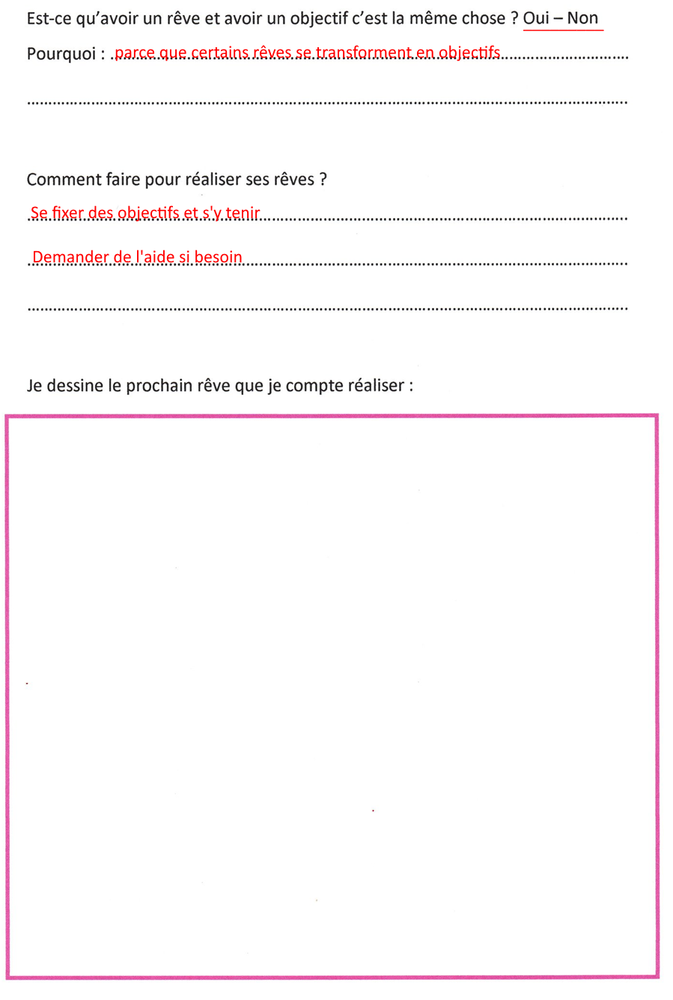 Est-ce qu’avoir un rêve et avoir un objectif c’est la même chose ? Oui – Non
Pourquoi : parce que certains rêves se transforment en objectifs
Comment faire pour réaliser ses rêves ?
Se fixer des objectifs et s'y tenir
Demander de l'aide si besoin
Je dessine le prochain rêve que je compte réaliser :